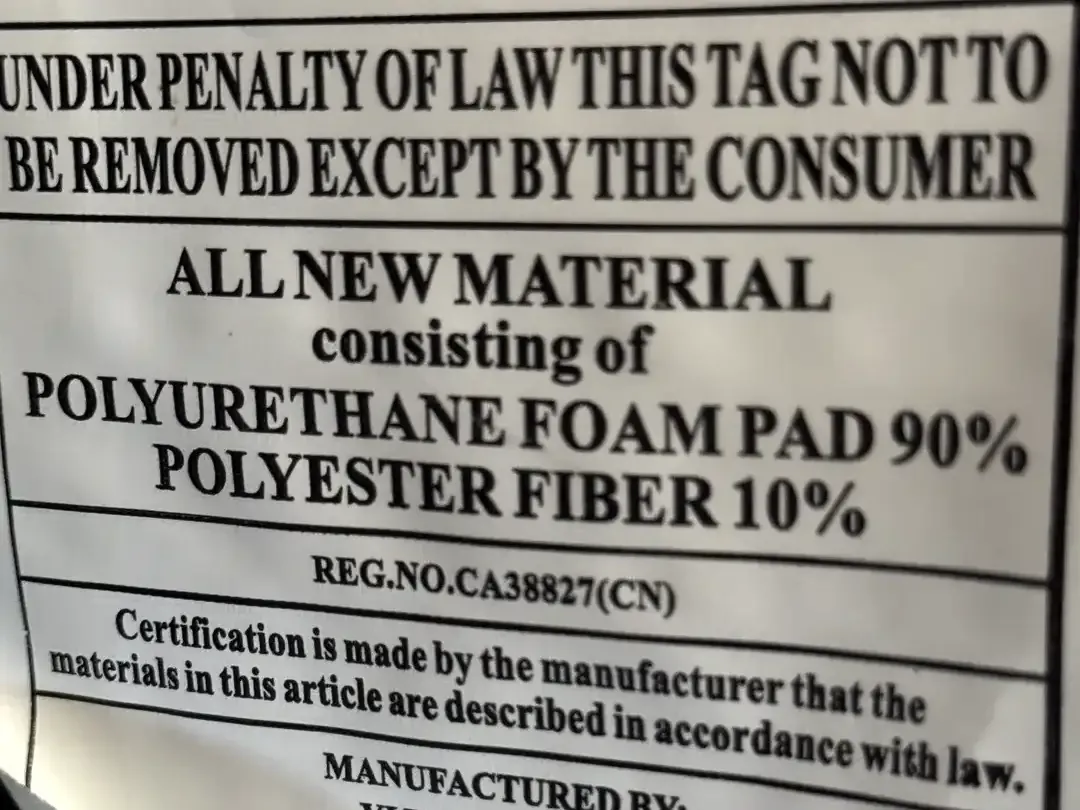 UNDER PENALTY OF LAW THIS TAG NOT TO
BE REMOVED EXCEPT BY THE CONSUMER
ALL NEW MATERIAL
consisting of
POLYURETHANE FOAM PAD 90%
POLYESTER FIBER 10%
REG.NO.CA38827(CN)
Certification is made by the manufacturer that the
materials in this article are described in accordance with law.
MANUFACTURED BY: